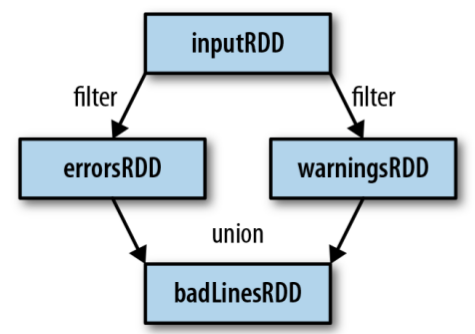 inputRDD
filter
filter
errorsRDD
warningsRDD
union
badLinesRDD